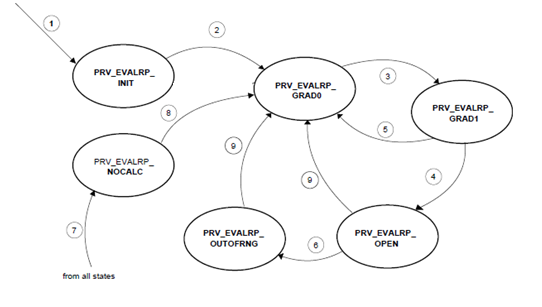 1
2
PRV_EVALRP_
INIT
PRV_EVALRP_
GRAD0
3
PRV_EVALRP_
GRAD1
8
5
PRV_EVALRP_
NOCALC
9
9
4
7
PRV_EVALRP_
OUTOFRNG
6
PRV_EVALRP_
OPEN
from all states